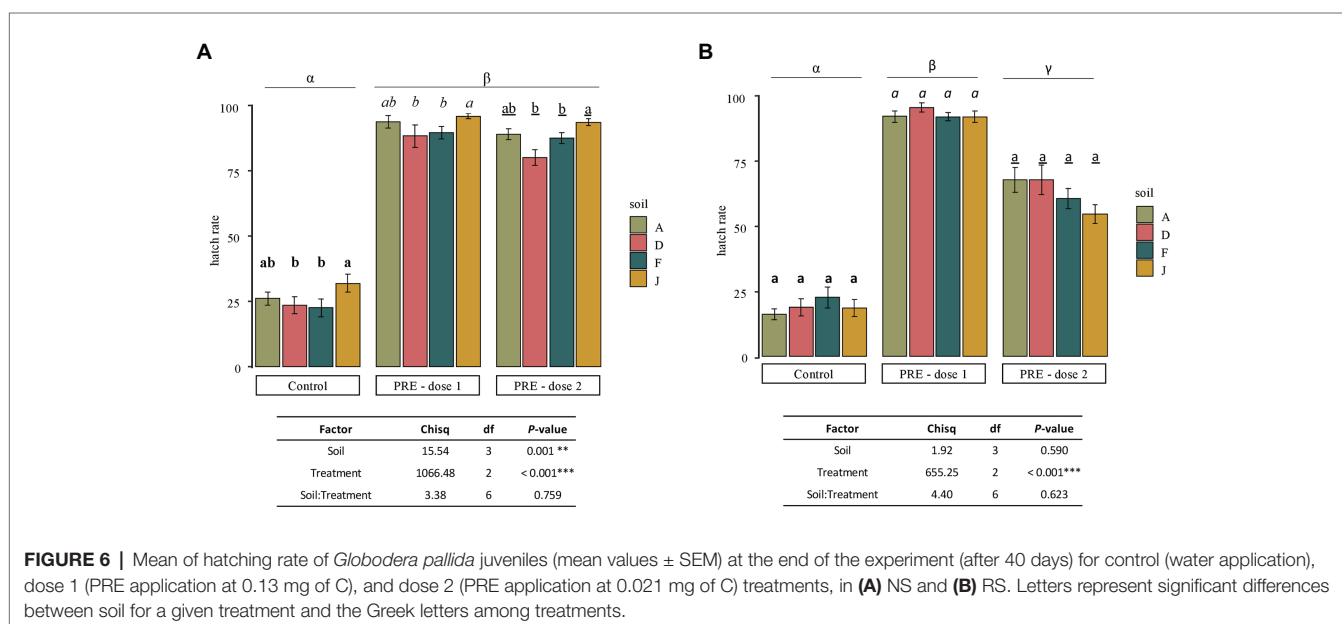 A
α
β
ab
b
b
a
ab
b
b
a
ab
b
b
a
100
75
50
25
0
hatch rate
Control
PRE - dose 1
PRE - dose 2
soil
A
D
F
J
Factor Chisq df P-value
Soil 15.54 3 0.001 **
Treatment 1066.48 2 < 0.001***
Soil:Treatment 3.38 6 0.759
B
α
β
γ
a
a
a
a
a
a
a
a
a
a
a
a
100
75
50
25
0
hatch rate
Control
PRE - dose 1
PRE - dose 2
soil
A
D
F
J
Factor Chisq df P-value
Soil 1.92 3 0.590
Treatment 655.25 2 < 0.001***
Soil:Treatment 4.40 6 0.623
FIGURE 6 | Mean of hatching rate of Globodera pallida juveniles (mean values ± SEM) at the end of the experiment (after 40 days) for control (water application),
dose 1 (PRE application at 0.13 mg of C), and dose 2 (PRE application at 0.021 mg of C) treatments, in (A) NS and (B) RS. Letters represent significant differences
between soil for a given treatment and the Greek letters among treatments.